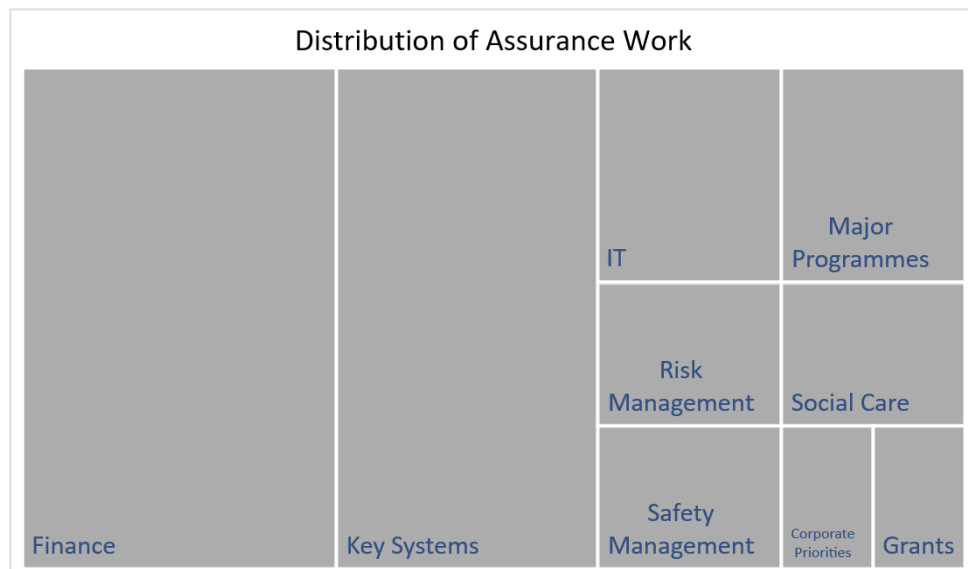 Distribution of Assurance Work
Finance
Key Systems
IT
Major
Programmes
Risk
Management
Social Care
Safety
Management
Corporate
Priorities
Grants